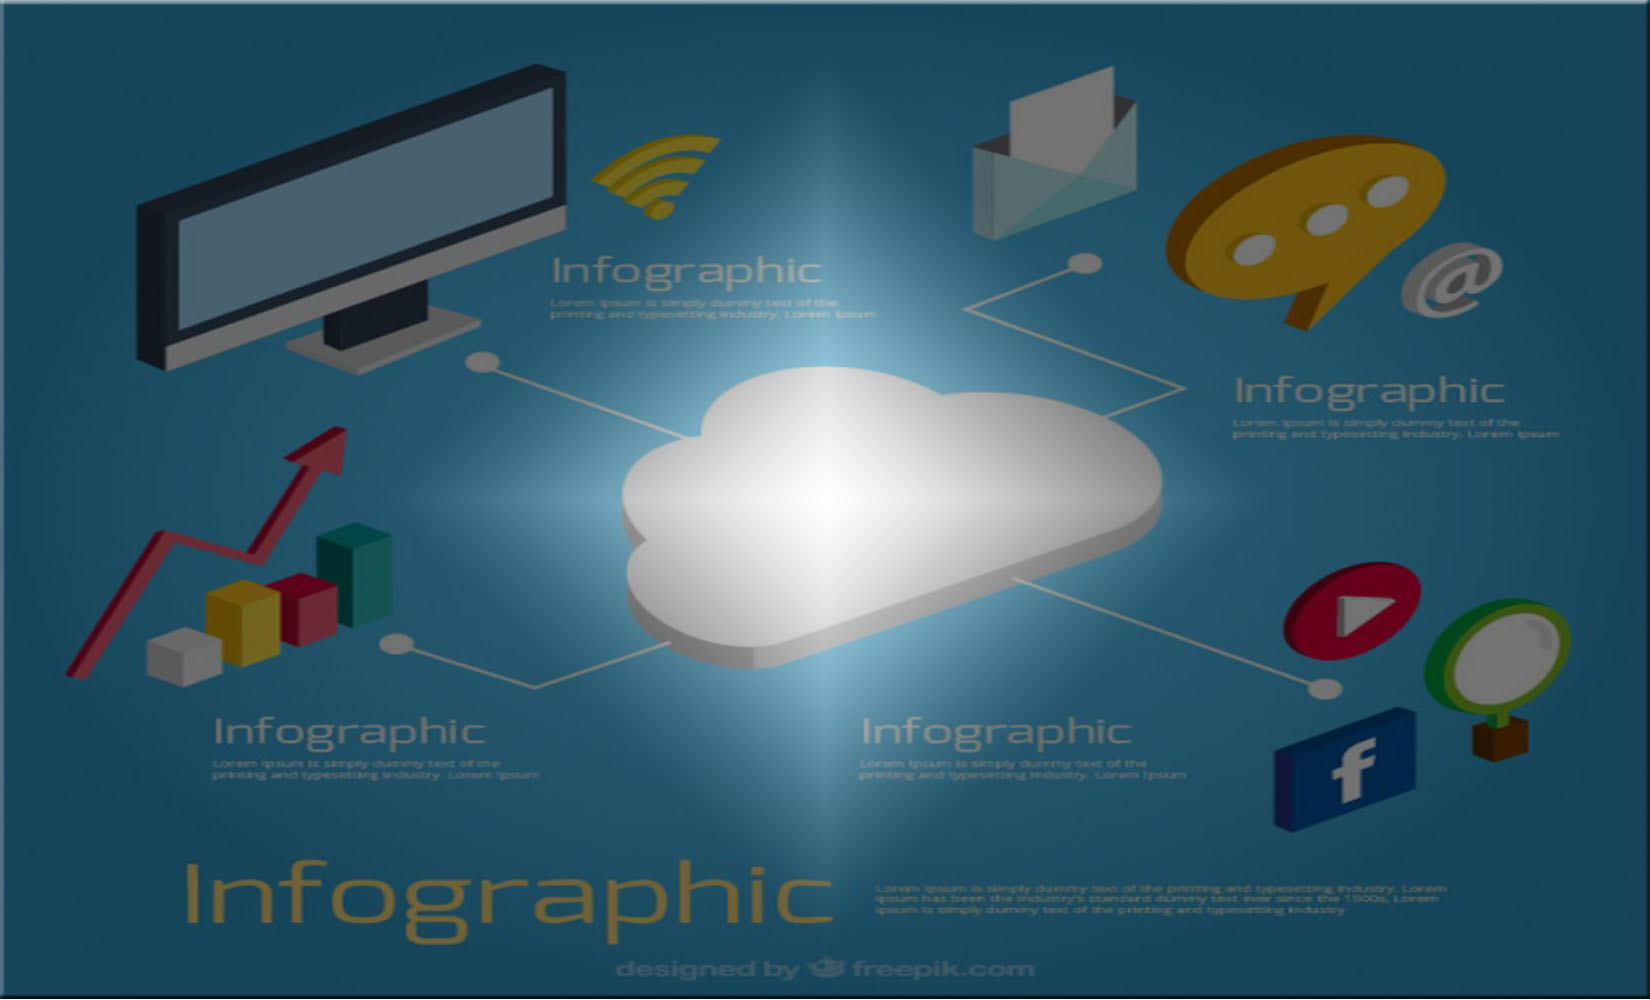 Infographic
Lorem Ipsum is simply dummy text of the
printing and typesetting industry. Lorem Ipsum
@
Infographic
Lorem Ipsum is simply dummy text of the
printing and typesetting industry. Lorem Ipsum
Infographic
Lorem Ipsum is simply dummy text of the
printing and typesetting industry. Lorem Ipsum
Infographic
Lorem Ipsum is simply dummy text of the
printing and typesetting industry. Lorem Ipsum
f
Infographic
Lorem Ipsum is simply dummy text of the printing and typesetting industry. Lorem
Ipsum has been the industry's standard dummy text ever since the 1500s, Lorem
Ipsum is simply dummy text of the printing and typesetting industry
designed by freepik.com